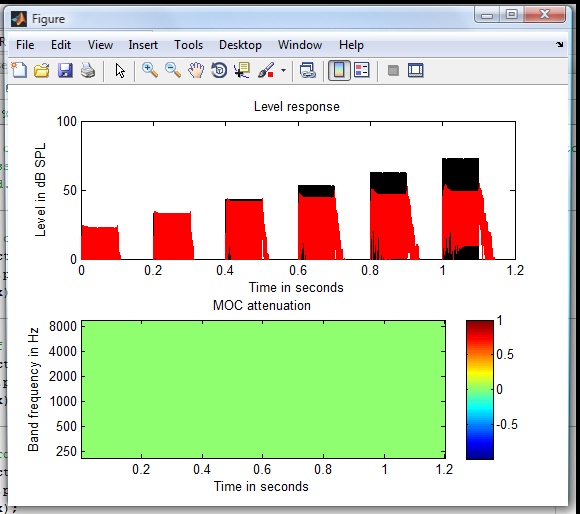 Figure
File Edit View Insert Tools Desktop Window Help
Level response
Level in dB SPL
100
50
0
0 0.2 0.4 0.6 0.8 1 1.2
Time in seconds
MOC attenuation
Band frequency in Hz
8000
4000
2000
1000
500
250
0.2 0.4 0.6 0.8 1 1.2
Time in seconds
1
0.5
0
-0.5